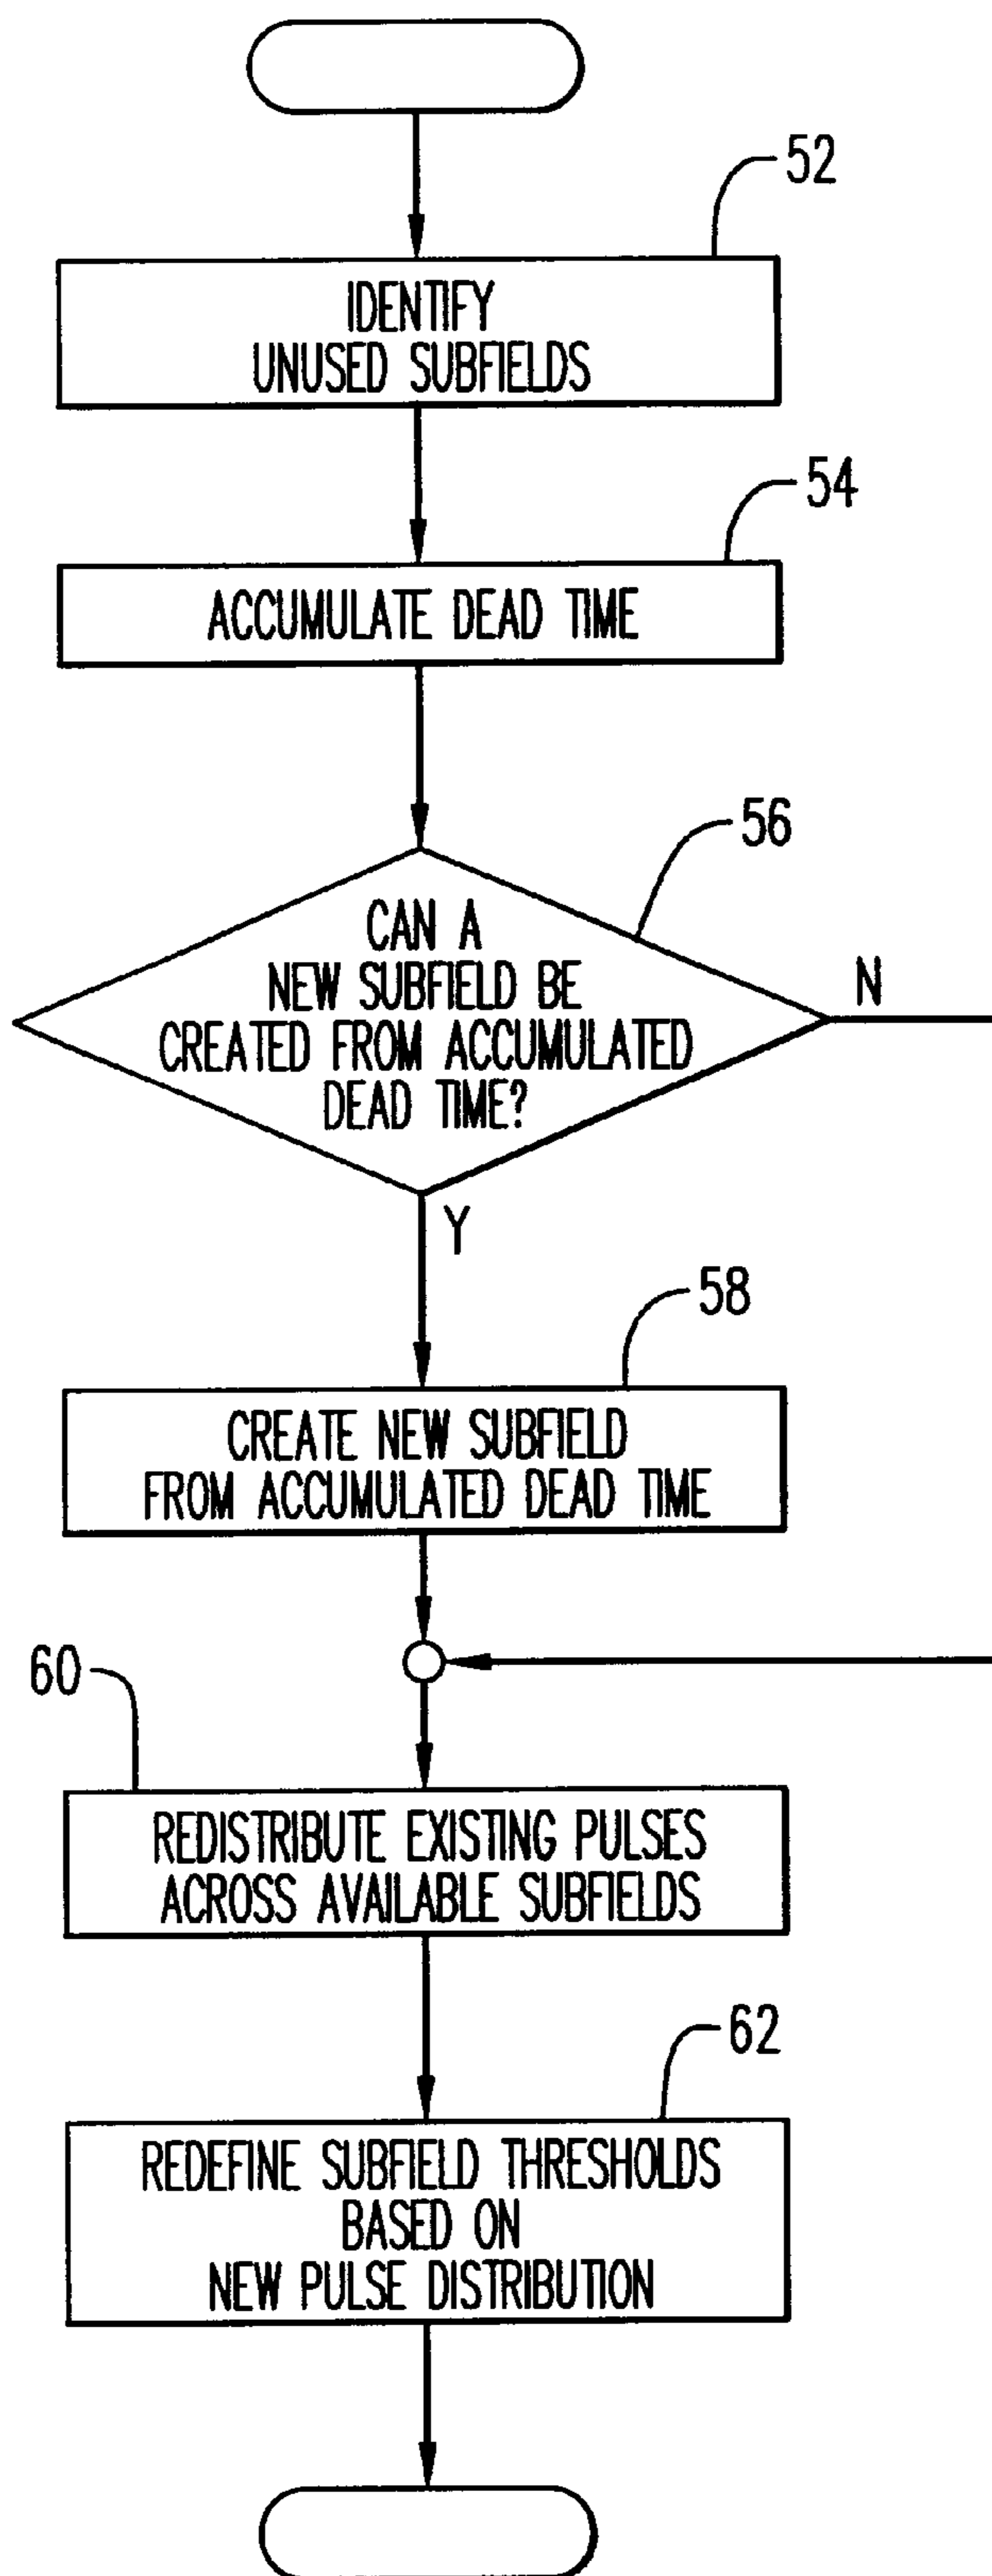 52
IDENTIFY
UNUSED SUBFIELDS
54
ACCUMULATE DEAD TIME
56
CAN A
NEW SUBFIELD BE
CREATED FROM ACCUMULATED
DEAD TIME?
N
Y
58
CREATE NEW SUBFIELD
FROM ACCUMULATED DEAD TIME
60
REDISTRIBUTE EXISTING PULSES
ACROSS AVAILABLE SUBFIELDS
62
REDEFINE SUBFIELD THRESHOLDS
BASED ON
NEW PULSE DISTRIBUTION